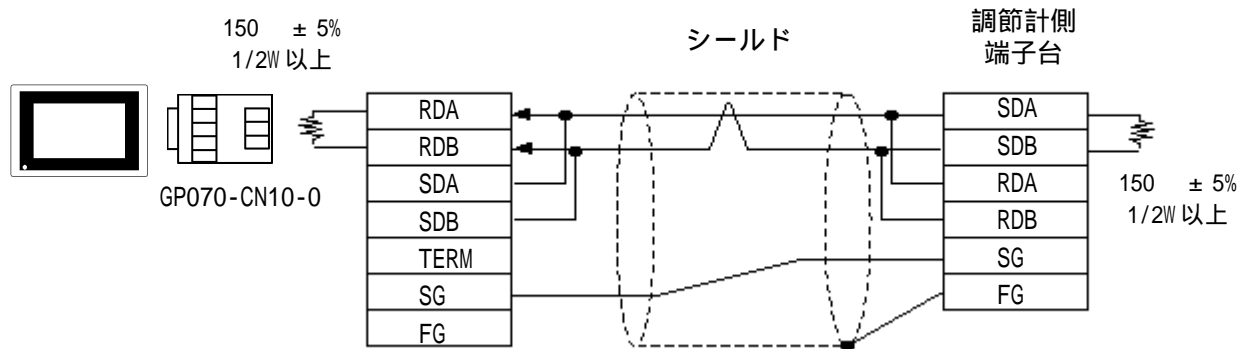 150 ± 5%
1/2W 以上
GP070-CN10-0
RDA
RDB
SDA
SDB
TERM
SG
FG
シールド
調節計側
端子台
SDA
SDB
RDA
RDB
SG
FG
150 ± 5%
1/2W 以上